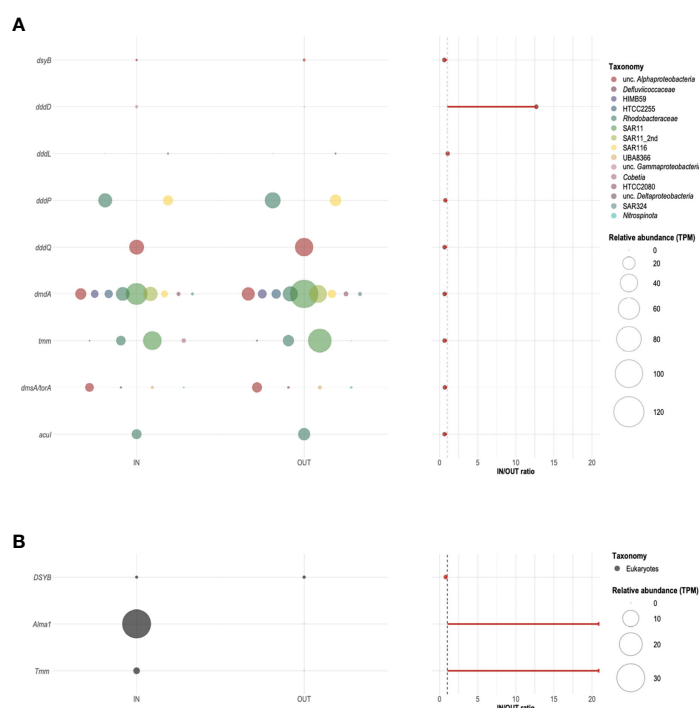 A
dsyB
dddD
dddL
dddP
dddQ
dmdA
tmm
dmsA/torA
acuI
IN
OUT
0
5
10
15
20
IN/OUT ratio
Taxonomy
unc. Alphaproteobacteria
Defluviicoccaceae
HIMB59
HTCC2255
Rhodobacteraceae
SAR11
SAR11_2nd
SAR116
UBA8366
unc. Gammaproteobacteria
Cobetia
HTCC2080
unc. Deltaproteobacteria
SAR324
Nitrospinota
Relative abundance (TPM)
0
20
40
60
80
100
120
B
DSYB
Alma1
Tmm
IN
OUT
0
5
10
15
20
IN/OUT ratio
Taxonomy
Eukaryotes
Relative abundance (TPM)
0
10
20
30